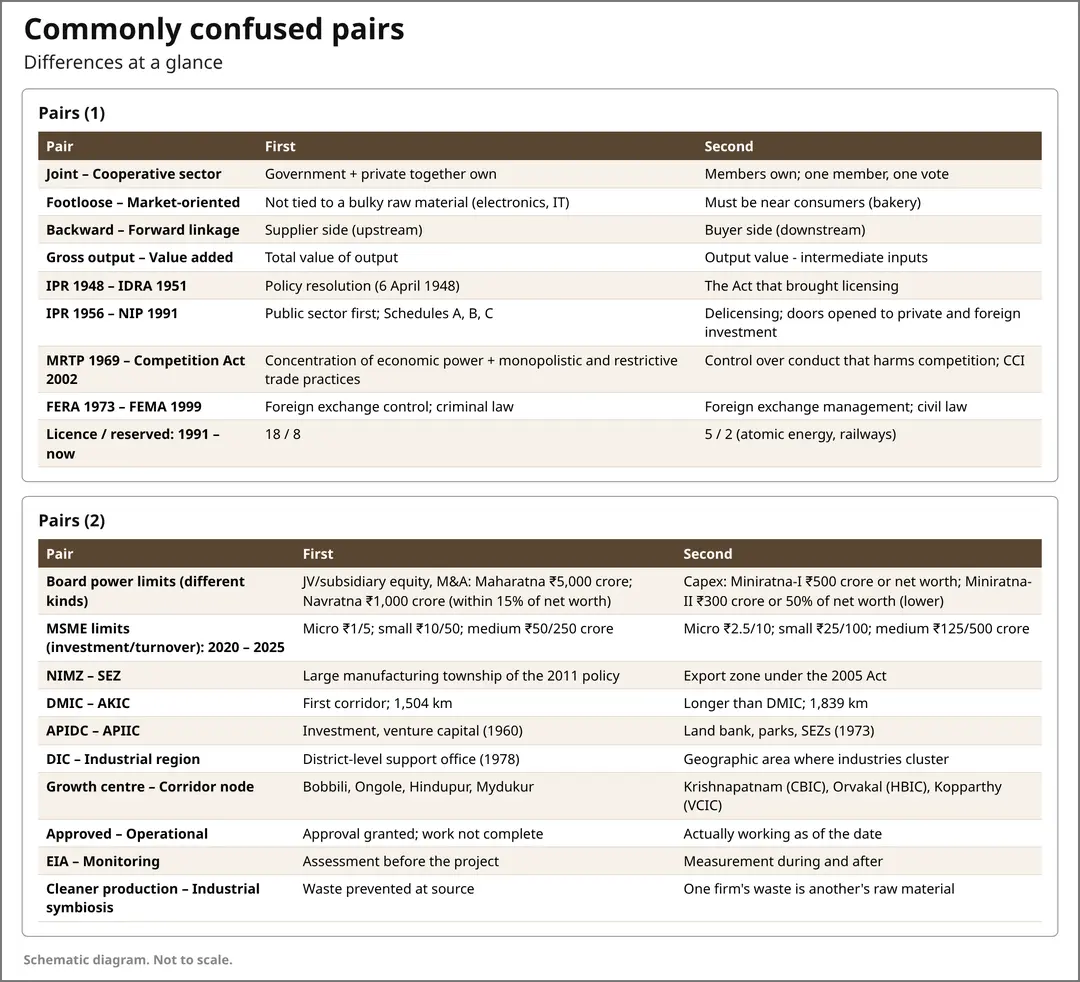 Commonly confused pairs
Differences at a glance
Pairs (1)
Pair First Second
Joint – Cooperative sector Government + private together own Members own; one member, one vote
Footloose – Market-oriented Not tied to a bulky raw material (electronics, IT) Must be near consumers (bakery)
Backward – Forward linkage Supplier side (upstream) Buyer side (downstream)
Gross output – Value added Total value of output Output value - intermediate inputs
IPR 1948 – IDRA 1951 Policy resolution (6 April 1948) The Act that brought licensing
IPR 1956 – NIP 1991 Public sector first; Schedules A, B, C Delicensing; doors opened to private and foreign
investment
MRTP 1969 – Competition Act Concentration of economic power + monopolistic and restrictive Control over conduct that harms competition; CCI
2002 trade practices
FERA 1973 – FEMA 1999 Foreign exchange control; criminal law Foreign exchange management; civil law
Licence / reserved: 1991 – 18 / 8 5 / 2 (atomic energy, railways)
now
Pairs (2)
Pair First Second
Board power limits (different JV/subsidiary equity, M&A: Maharatna ₹5,000 crore; Capex: Miniratna-I ₹500 crore or net worth; Miniratna-
kinds) Navratna ₹1,000 crore (within 15% of net worth) II ₹300 crore or 50% of net worth (lower)
MSME limits Micro ₹1/5; small ₹10/50; medium ₹50/250 crore Micro ₹2.5/10; small ₹25/100; medium ₹125/500 crore
(investment/turnover): 2020 – 2025
NIMZ – SEZ Large manufacturing township of the 2011 policy Export zone under the 2005 Act
DMIC – AKIC First corridor; 1,504 km Longer than DMIC; 1,839 km
APIDC – APIIC Investment, venture capital (1960) Land bank, parks, SEZs (1973)
DIC – Industrial region District-level support office (1978) Geographic area where industries cluster
Growth centre – Corridor node Bobbili, Ongole, Hindupur, Mydukur Krishnapatnam (CBIC), Orvakal (HBIC), Kopparthy
(VCIC)
Approved – Operational Approval granted; work not complete Actually working as of the date
EIA – Monitoring Assessment before the project Measurement during and after
Cleaner production – Industrial Waste prevented at source One firm's waste is another's raw material
symbiosis
Schematic diagram. Not to scale.